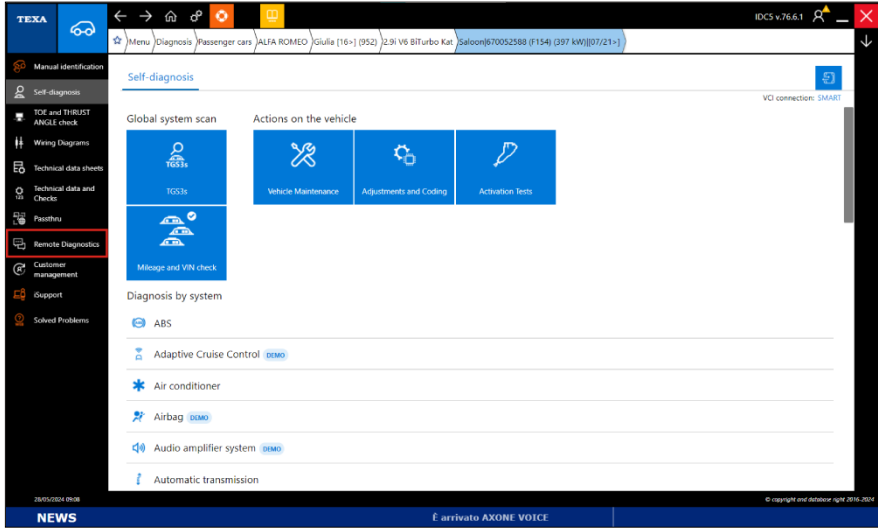 TEXA
IDC5 v.76.6.1
Menu
Diagnosis
Passenger cars
ALFA ROMEO
Giulia [16>] (952)
2.9i V6 BiTurbo Kat
Saloon|670052588 (F154) (397 kW)|[07/21>]
Manual identification
Self-diagnosis
TOE and THRUST
ANGLE check
Wiring Diagrams
Technical data sheets
Technical data and
Checks
Passthru
Remote Diagnostics
Customer
management
iSupport
Solved Problems
28/05/2024 09:08
Self-diagnosis
VCI connection: SMART
Global system scan
Actions on the vehicle
TGS3s
TGS3s
Vehicle Maintenance
Adjustments and Coding
Activation Tests
Mileage and VIN check
Diagnosis by system
ABS
Adaptive Cruise Control DEMO
Air conditioner
Airbag DEMO
Audio amplifier system DEMO
Automatic transmission
© copyright and database right 2016-2024
NEWS
È arrivato AXONE VOICE